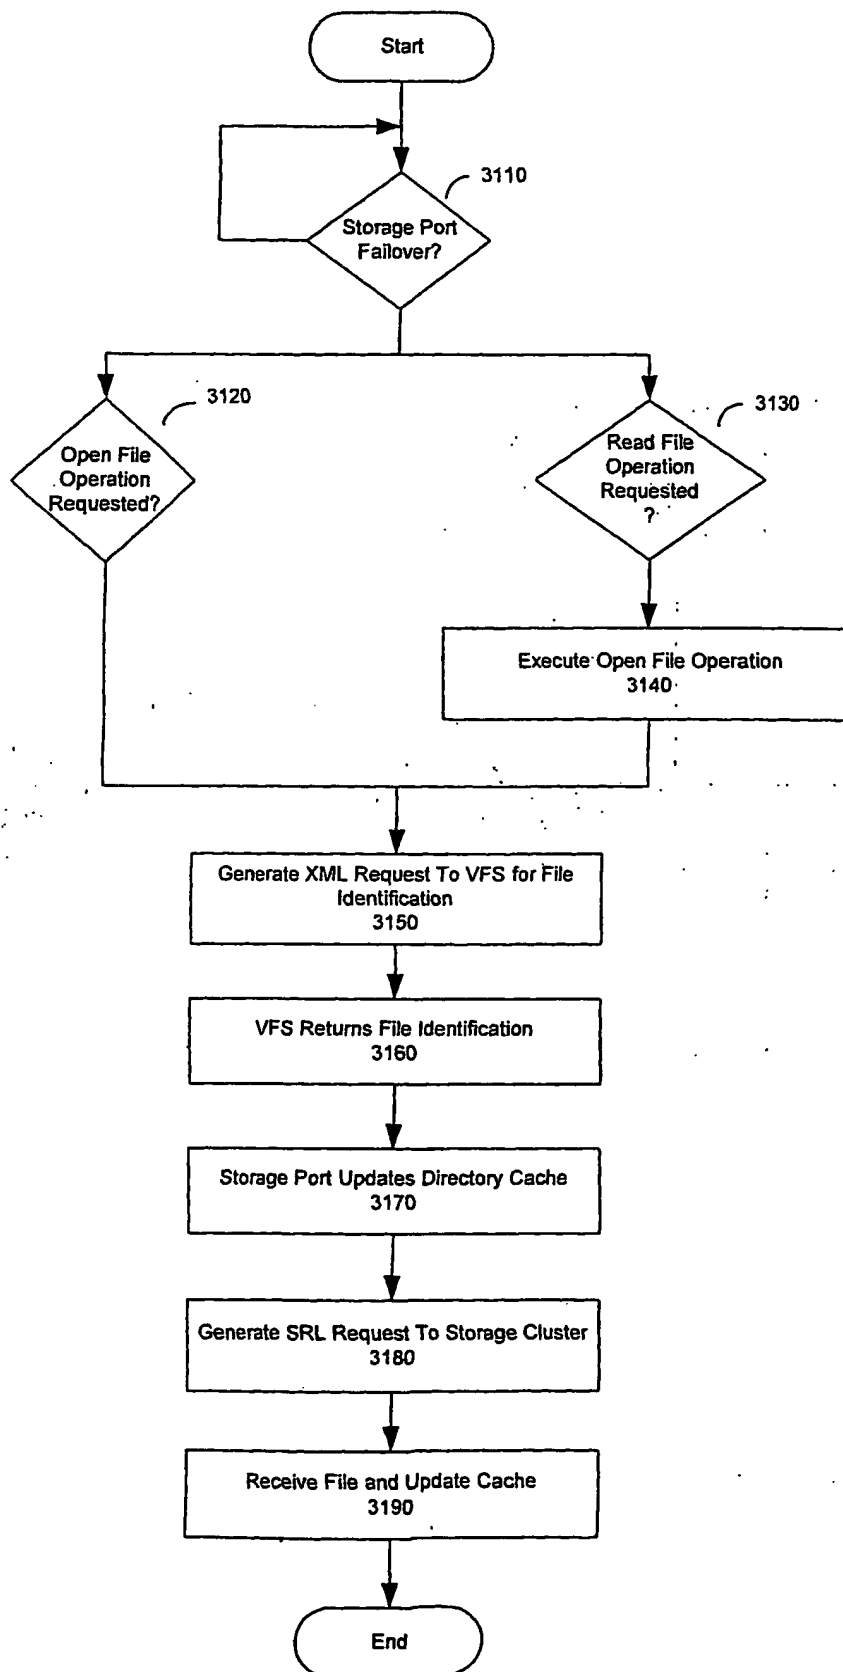 Start
3110
Storage Port
Failover?
3120
3130
Open File
Operation
Requested?
Read File
Operation
Requested
?
Execute Open File Operation
3140
Generate XML Request To VFS for File
Identification
3150
VFS Returns File Identification
3160
Storage Port Updates Directory Cache
3170
Generate SRL Request To Storage Cluster
3180
Receive File and Update Cache
3190
End